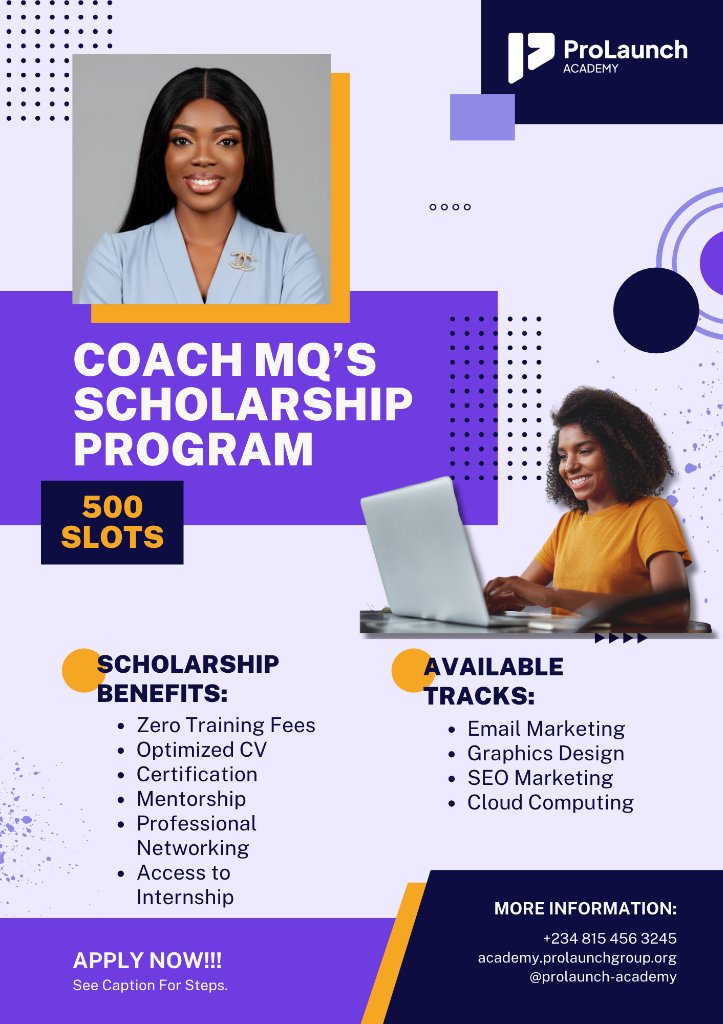 ProLaunch
ACADEMY
COACH MQ’S
SCHOLARSHIP
PROGRAM
500
SLOTS
SCHOLARSHIP
BENEFITS:
• Zero Training Fees
• Optimized CV
• Certification
• Mentorship
• Professional
Networking
• Access to
Internship
AVAILABLE
TRACKS:
• Email Marketing
• Graphics Design
• SEO Marketing
• Cloud Computing
APPLY NOW!!!
See Caption For Steps.
MORE INFORMATION:
+234 815 456 3245
academy.prolaunchgroup.org
@prolaunch-academy